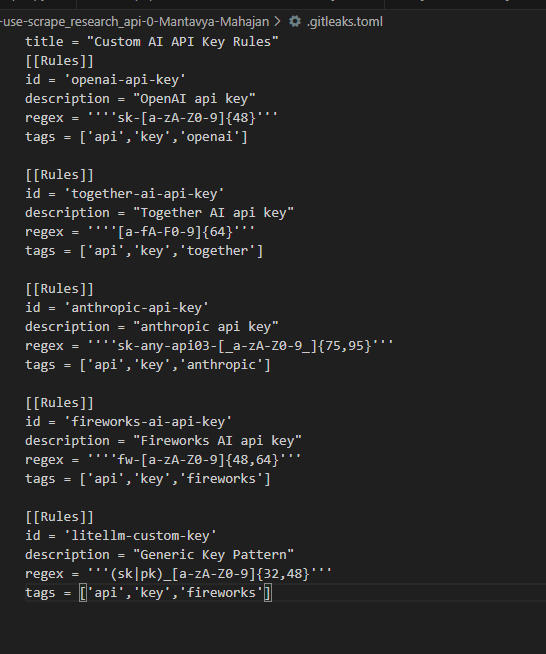 -use-scrape_research_api-0-Mantavya-Mahajan > .gitleaks.toml
title = "Custom AI API Key Rules"
[[Rules]]
id = 'openai-api-key'
description = "OpenAI api key"
regex = ''''sk-[a-zA-Z0-9]{48}'''
tags = ['api','key','openai']
[[Rules]]
id = 'together-ai-api-key'
description = "Together AI api key"
regex = ''''[a-fA-F0-9]{64}'''
tags = ['api','key','together']
[[Rules]]
id = 'anthropic-api-key'
description = "anthropic api key"
regex = ''''sk-any-api03-[_a-zA-Z0-9_]{75,95}'''
tags = ['api','key','anthropic']
[[Rules]]
id = 'fireworks-ai-api-key'
description = "Fireworks AI api key"
regex = ''''fw-[a-zA-Z0-9]{48,64}'''
tags = ['api','key','fireworks']
[[Rules]]
id = 'litellm-custom-key'
description = "Generic Key Pattern"
regex = '''(sk|pk)_[a-zA-Z0-9]{32,48}'''
tags = ['api','key','fireworks']